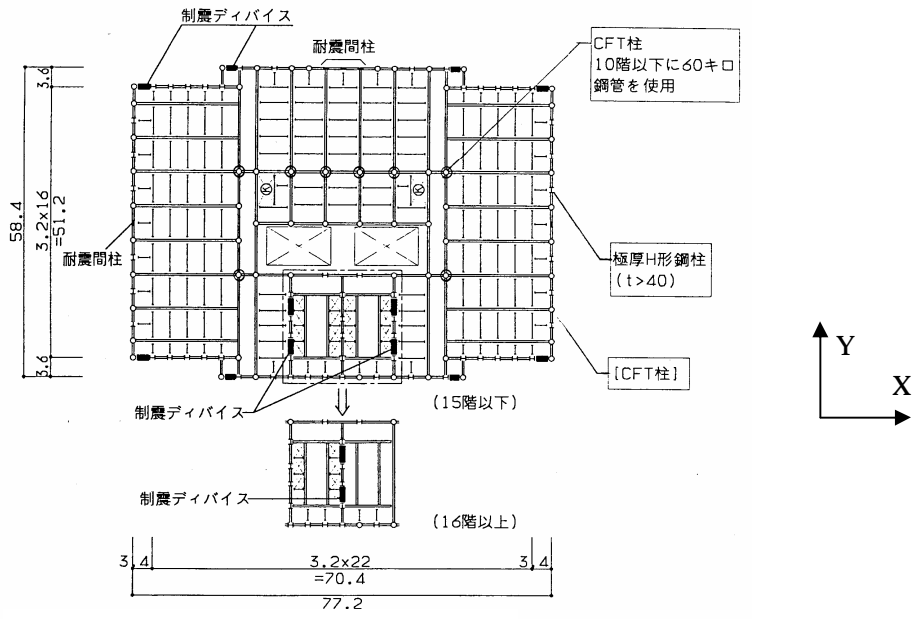 制震ディバイス
耐震間柱
CFT柱
10階以下に60キロ
鋼管を使用
3.6
58.4
3.2x16
=51.2
3.6
耐震間柱
K
K
極厚H形鋼柱
(t>40)
[CFT柱]
制震ディバイス
(15階以下)
制震ディバイス
(16階以上)
3.4
3.2x22
=70.4
3.4
77.2
Y
X